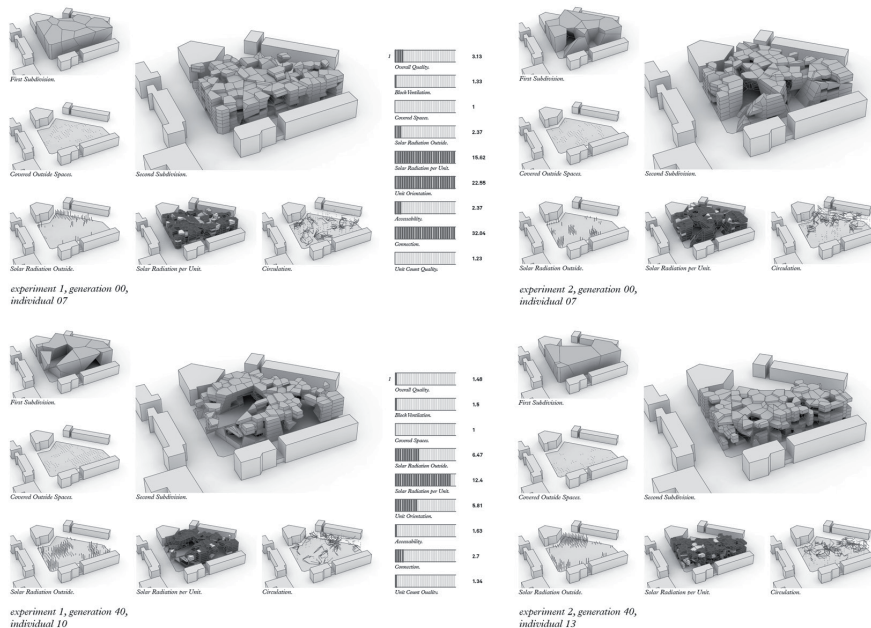 First Subdivision.
Covered Outside Spaces.
Second Subdivision.
Solar Radiation Outside.
Solar Radiation per Unit.
Circulation.
experiment 1, generation 00,
individual 07
1
3.13
Overall Quality.
1,33
Block Ventilation.
1
Covered Spaces.
2.37
Solar Radiation Outside.
15.62
Solar Radiation per Unit.
22.55
Unit Orientation.
2.37
Accessability.
32.04
Connection.
1.23
Unit Count Quality.
First Subdivision.
Covered Outside Spaces.
Second Subdivision.
Solar Radiation Outside.
Solar Radiation per Unit.
Circulation.
experiment 2, generation 00,
individual 07
First Subdivision.
Covered Outside Spaces.
Second Subdivision.
Solar Radiation Outside.
Solar Radiation per Unit.
Circulation.
experiment 1, generation 40,
individual 10
1
1,48
Overall Quality.
1,5
Block Ventilation.
1
Covered Spaces.
6.47
Solar Radiation Outside.
12.4
Solar Radiation per Unit.
5.81
Unit Orientation.
1,63
Accessability.
2.7
Connection.
1,34
Unit Count Quality.
First Subdivision.
Covered Outside Spaces.
Second Subdivision.
Solar Radiation Outside.
Solar Radiation per Unit.
Circulation.
experiment 2, generation 40,
individual 13